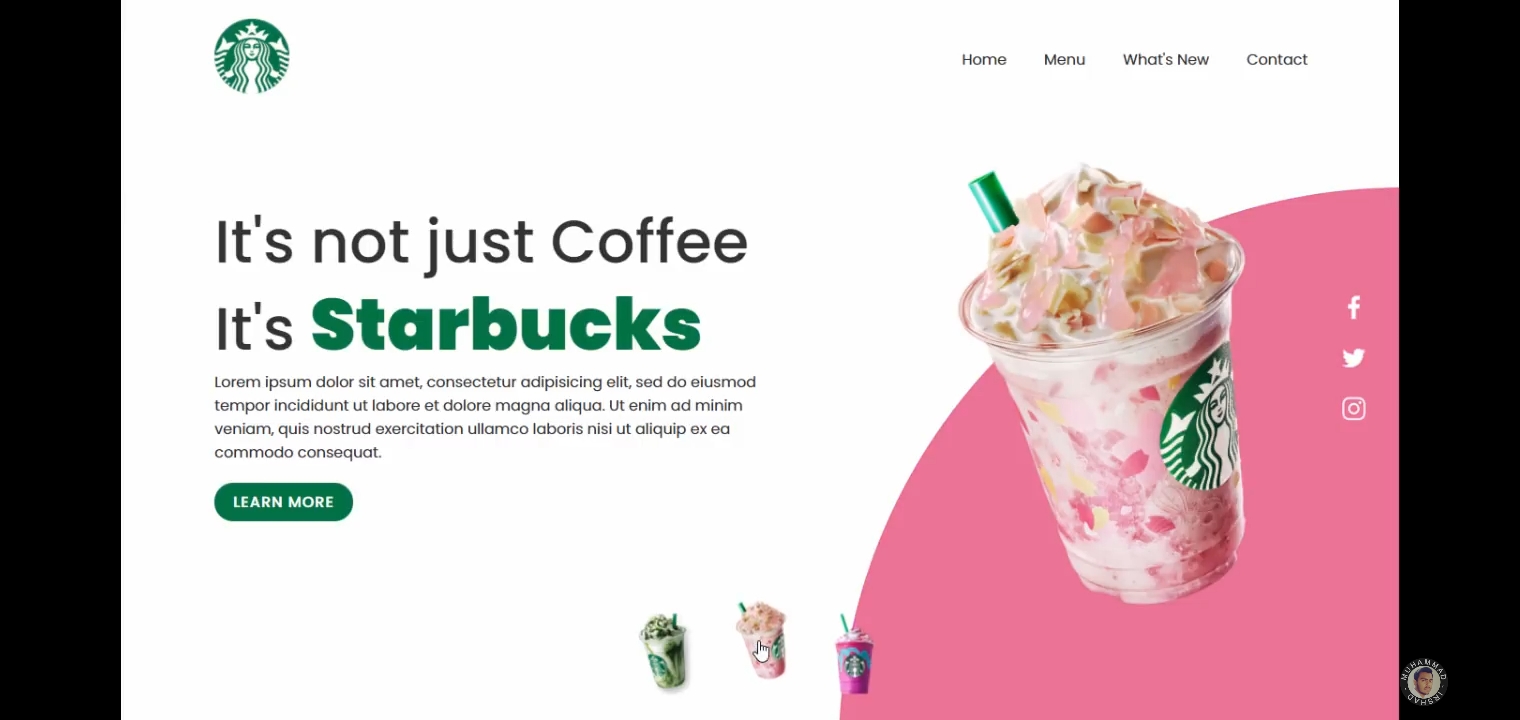 Home Menu What's New Contact
It's not just Coffee
It's Starbucks
Lorem ipsum dolor sit amet, consectetur adipisicing elit, sed do eiusmod
tempor incididunt ut labore et dolore magna aliqua. Ut enim ad minim
veniam, quis nostrud exercitation ullamco laboris nisi ut aliquip ex ea
commodo consequat.
LEARN MORE
MUHAMMAD
IRSHAD